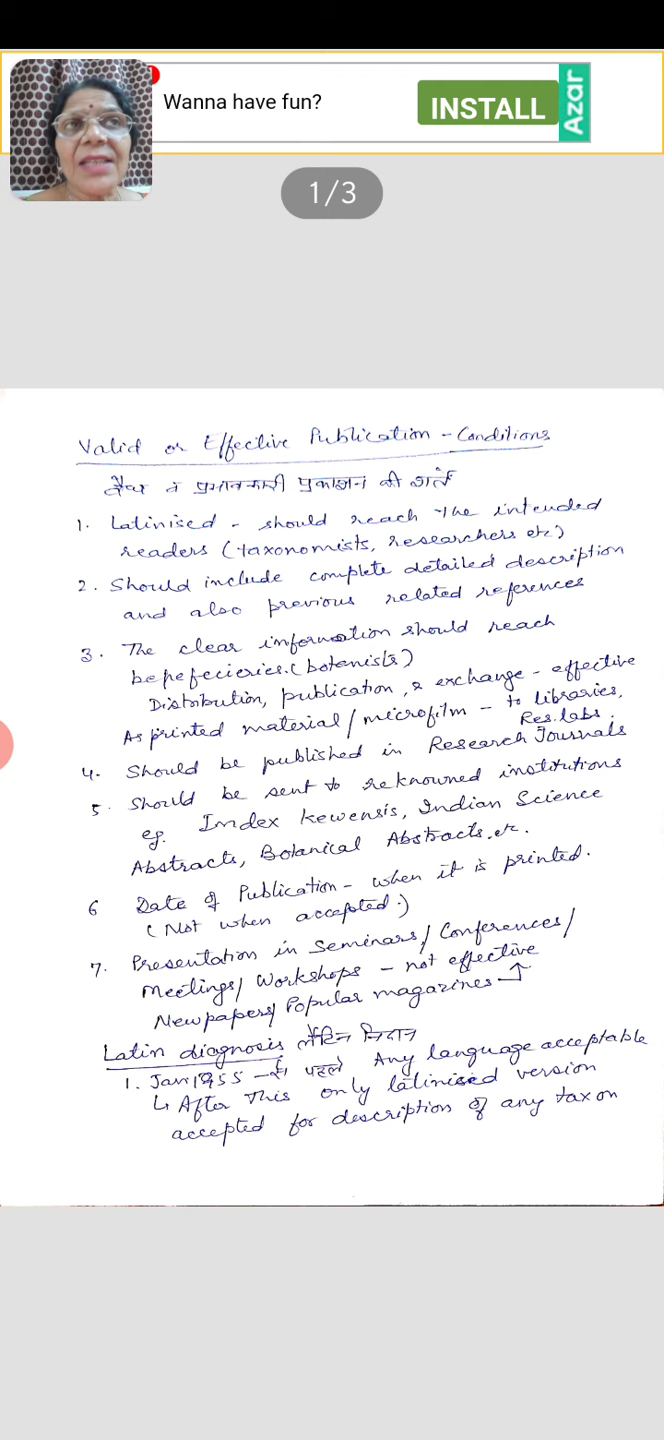 Wanna have fun?
INSTALL
Azar
1/3
Valid or Effective Publication - Conditions
वैध व प्रभावकारी प्रकाशन की शर्तें
1. Latinised - should reach the intended
readers (taxonomists, researchers etc)
2. Should include complete detailed description
and also previous related references
3. The clear information should reach
bepefecieries. (botanists)
Distribution, publication, & exchange - effective
As printed material/microfilm - to libraries,
Res. labs.
4. Should be published in Research Journals
5. Should be sent to reknowned institutions
eg. Index Kewensis, Indian Science
Abstracts, Botanical Abstracts, etc.
6 Date of Publication - when it is printed.
(Not when accepted.)
7. Presentation in Seminars/Conferences/
Meetings/Workshops - not effective
Newpapers/Popular magazines
Latin diagnosis लैटिन निदान
1. Jan 1955 - से पहले Any language acceptable
↳ After this only latinised version
accepted for description of any taxon